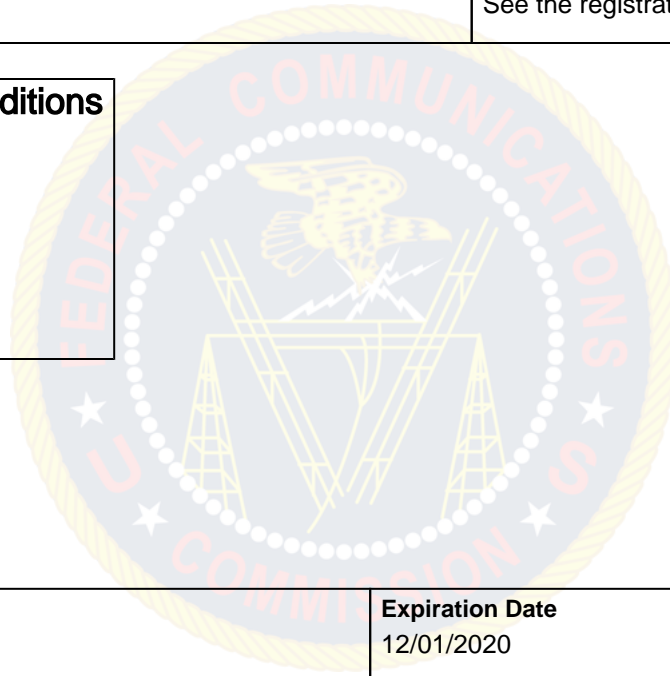 See the registrat
ditions
FEDERAL COMMUNICATIONS
COMMISSION
U S
Expiration Date
12/01/2020